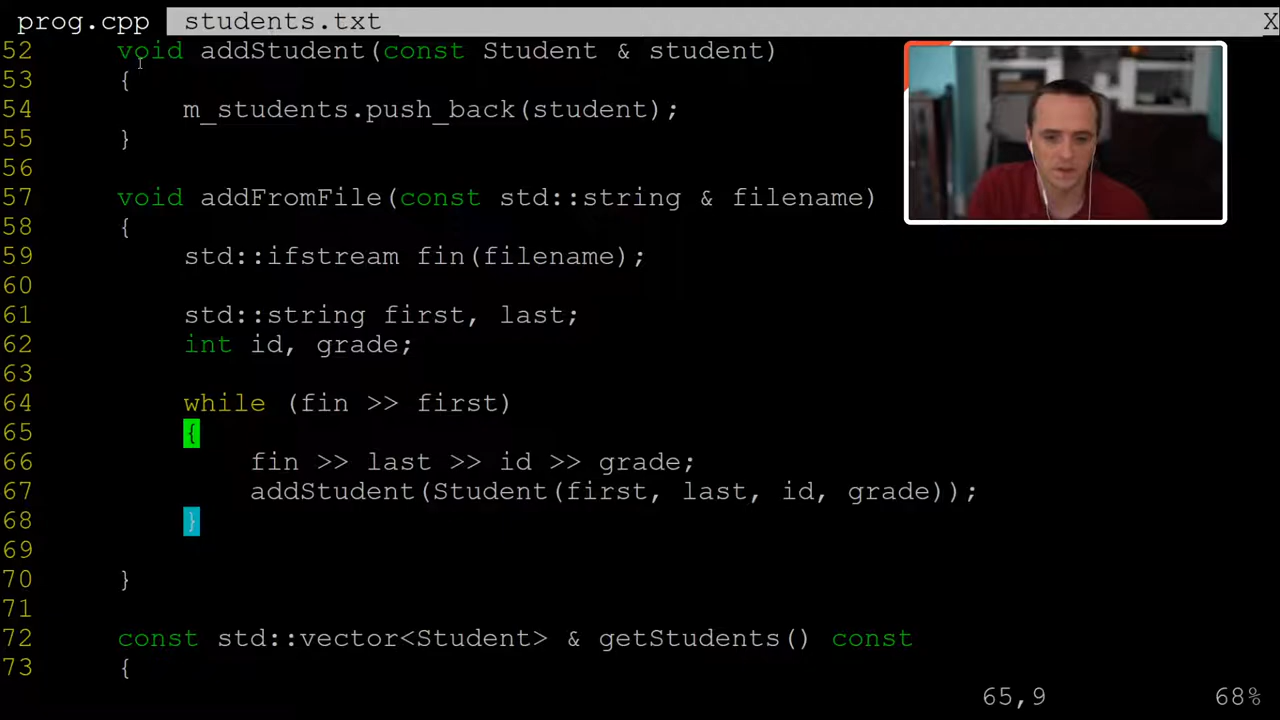 prog.cpp students.txt X
52 void addStudent(const Student & student)
53 {
54 m_students.push_back(student);
55 }
56
57 void addFromFile(const std::string & filename)
58 {
59 std::ifstream fin(filename);
60
61 std::string first, last;
62 int id, grade;
63
64 while (fin >> first)
65 {
66 fin >> last >> id >> grade;
67 addStudent(Student(first, last, id, grade));
68 }
69
70 }
71
72 const std::vector<Student> & getStudents() const
73 {
65,9 68%